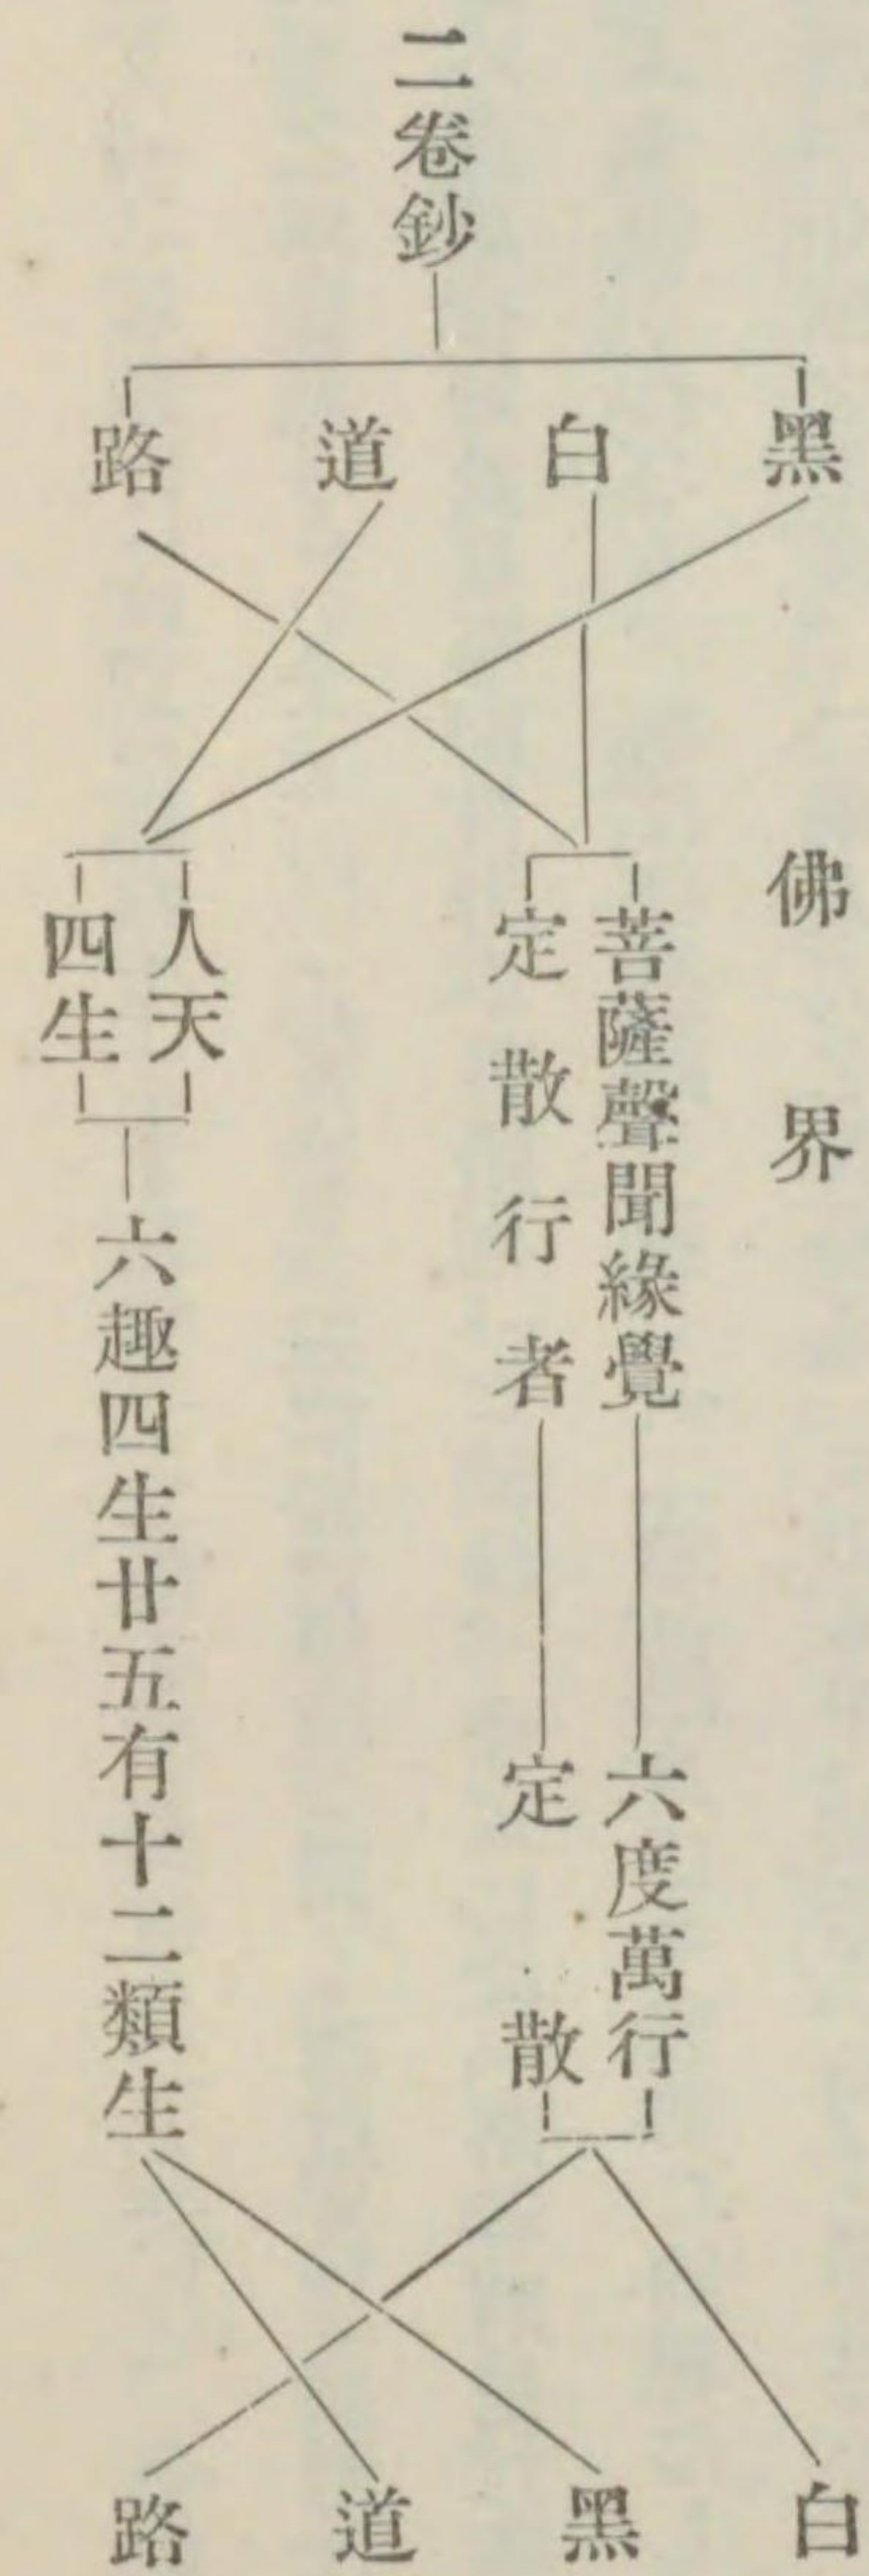 二卷鈔
黑
白
道
路
佛界
菩薩聲聞緣覺
定散行者
人天
四生
六度萬行
定散
六趣四生廿五有十二類生
白
黑
道
路